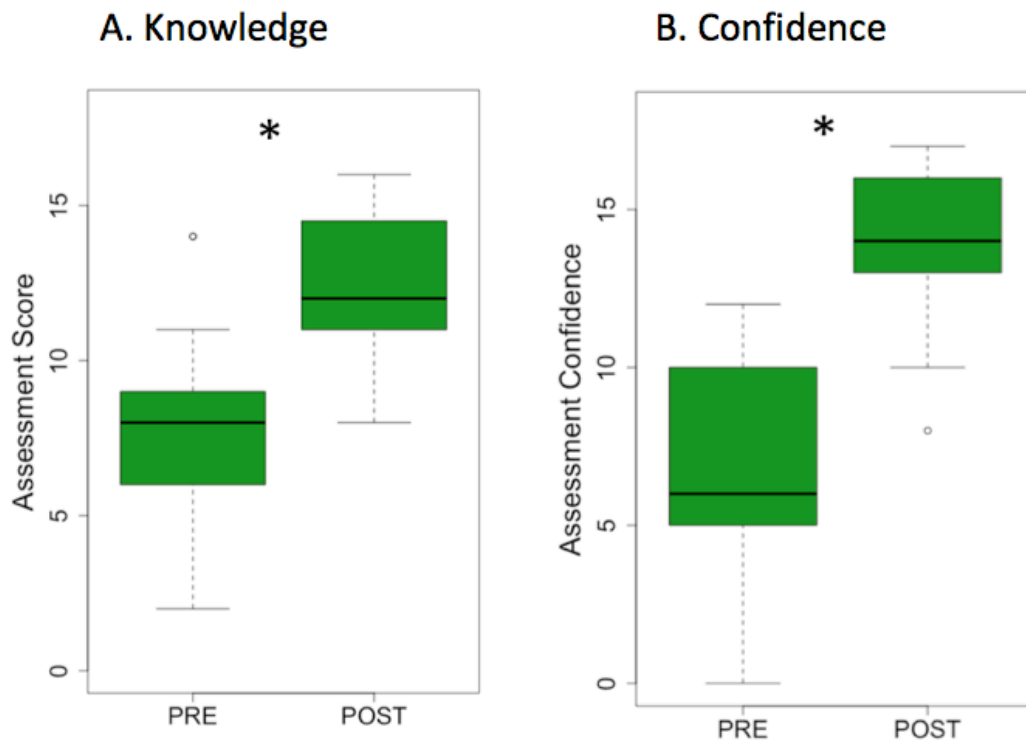 A. Knowledge
*
Assessment Score
15
10
5
0
PRE POST
B. Confidence
*
Assessment Confidence
15
10
5
0
PRE POST